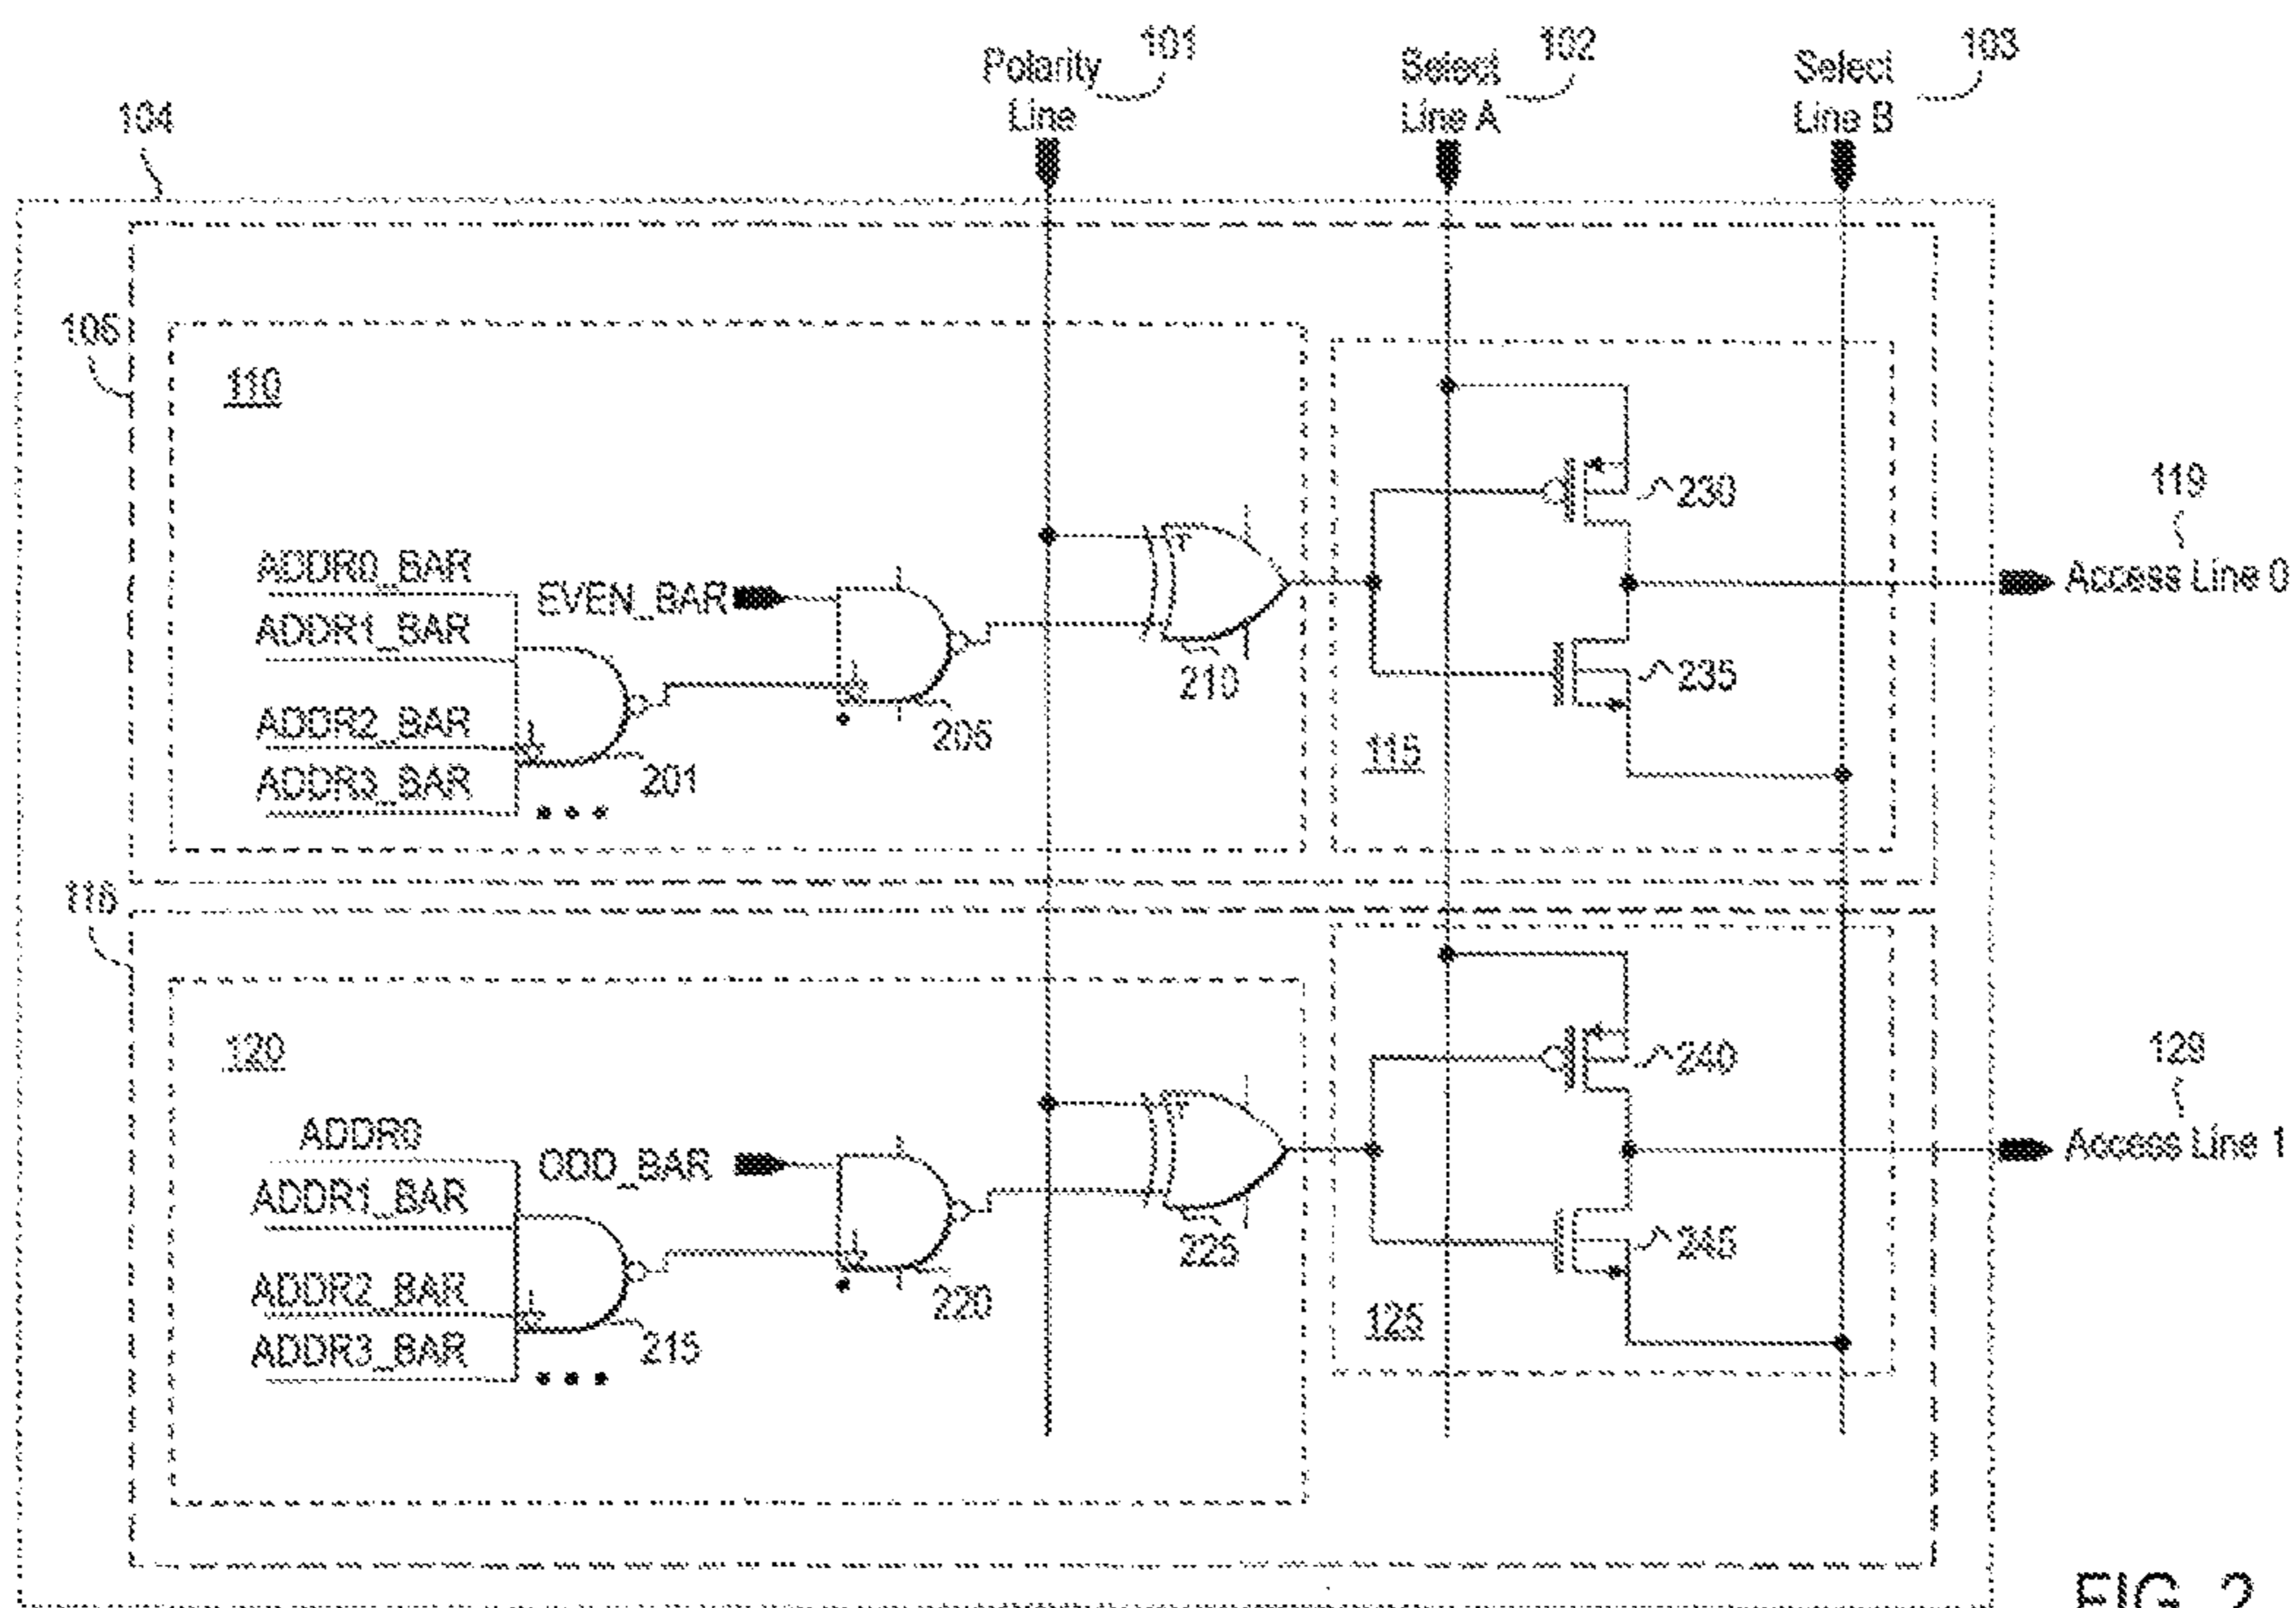 Polarity
Line
101
Select
Line A
102
Select
Line B
103
104
105
110
ADDR0_BAR
ADDR1_BAR
ADDR2_BAR
ADDR3_BAR
201
EVEN_BAR
205
210
230
235
115
119
Access Line 0
118
120
ADDR0
ADDR1_BAR
ADDR2_BAR
ADDR3_BAR
215
ODD_BAR
220
225
240
245
125
129
Access Line 1
FIG. 2